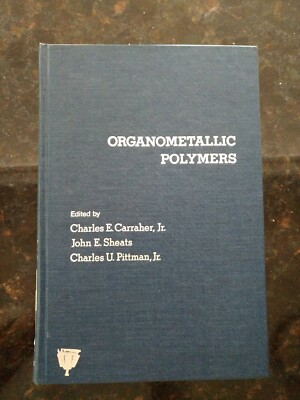 ORGANOMETALLIC
POLYMERS
Edited by
Charles E. Carraher, Jr.
John E. Sheats
Charles U. Pittman, Jr.